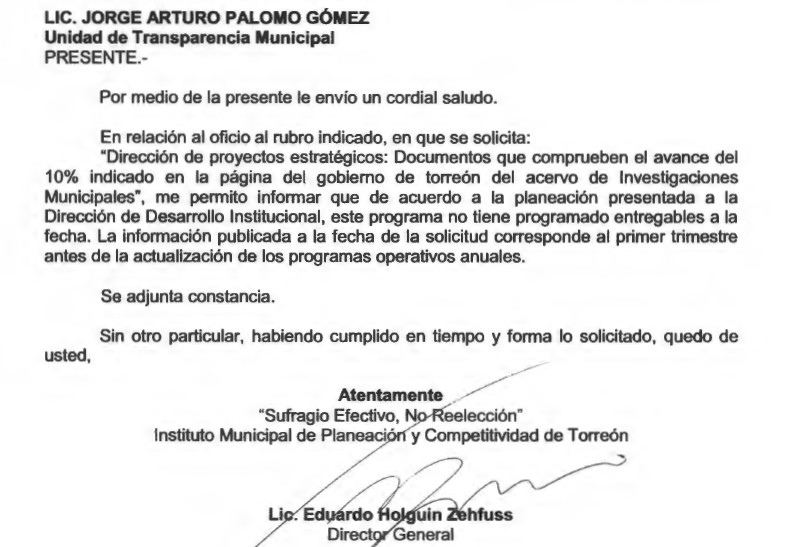 LIC. JORGE ARTURO PALOMO GÓMEZ
Unidad de Transparencia Municipal
PRESENTE.-
Por medio de la presente le envío un cordial saludo.
En relación al oficio al rubro indicado, en que se solicita:
"Dirección de proyectos estratégicos: Documentos que comprueben el avance del
10% indicado en la página del gobierno de torreón del acervo de Investigaciones
Municipales", me permito informar que de acuerdo a la planeación presentada a la
Dirección de Desarrollo Institucional, este programa no tiene programado entregables a la
fecha. La información publicada a la fecha de la solicitud corresponde al primer trimestre
antes de la actualización de los programas operativos anuales.
Se adjunta constancia.
Sin otro particular, habiendo cumplido en tiempo y forma lo solicitado, quedo de
usted,
Atentamente
"Sufragio Efectivo, No Reelección"
Instituto Municipal de Planeación y Competitividad de Torreón
Lic. Eduardo Holguin Zehfuss
Director General